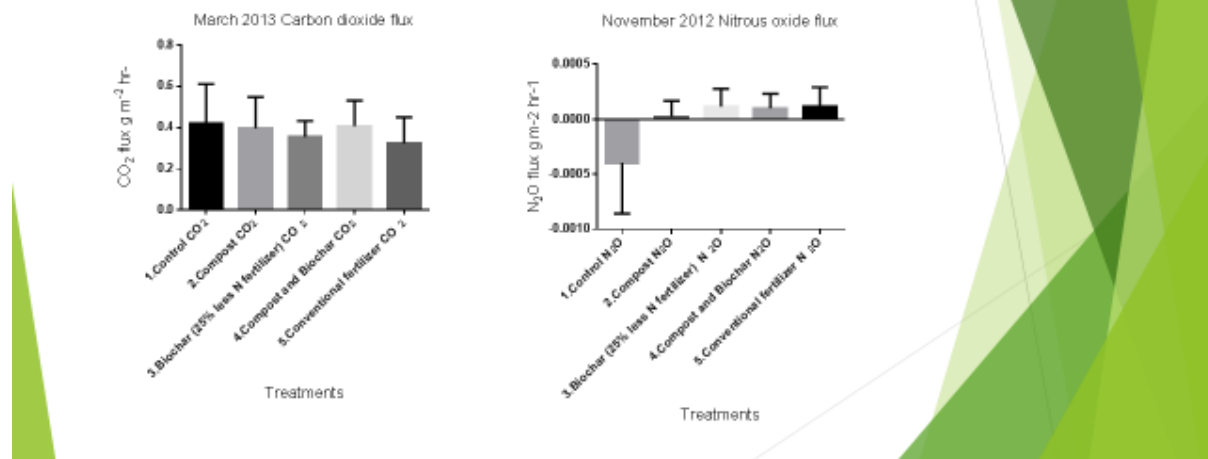 March 2013 Carbon dioxide flux
CO2 flux g m-2 hr-
0.8
0.6
0.4
0.2
0.0
1.Control CO2
2.Compost CO2
3.Biochar (25% less N fertilizer) CO2
4.Compost and Biochar CO2
5.Conventional fertilizer CO2
Treatments
November 2012 Nitrous oxide flux
N2O flux g m-2 hr-1
0.0005
0.0000
-0.0005
-0.0010
1.Control N2O
2.Compost N2O
3.Biochar (25% less N fertilizer) N2O
4.Compost and Biochar N2O
5.Conventional fertilizer N2O
Treatments